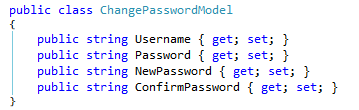 public class ChangePasswordModel
{
    public string Username { get; set; }
    public string Password { get; set; }
    public string NewPassword { get; set; }
    public string ConfirmPassword { get; set; }
}